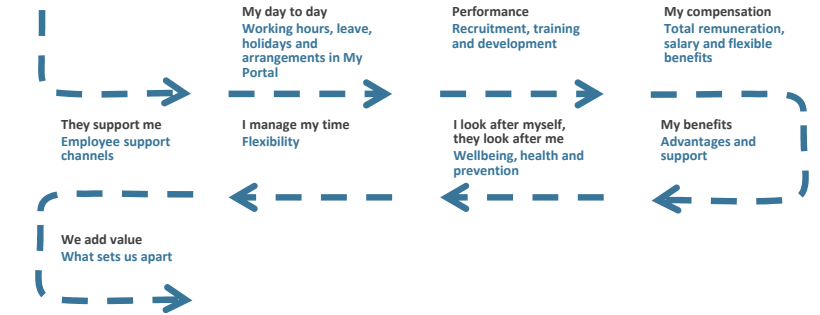 My day to day
Working hours, leave,
holidays and
arrangements in My
Portal
Performance
Recruitment, training
and development
My compensation
Total remuneration,
salary and flexible
benefits
My benefits
Advantages and
support
I look after myself,
they look after me
Wellbeing, health and
prevention
I manage my time
Flexibility
They support me
Employee support
channels
We add value
What sets us apart